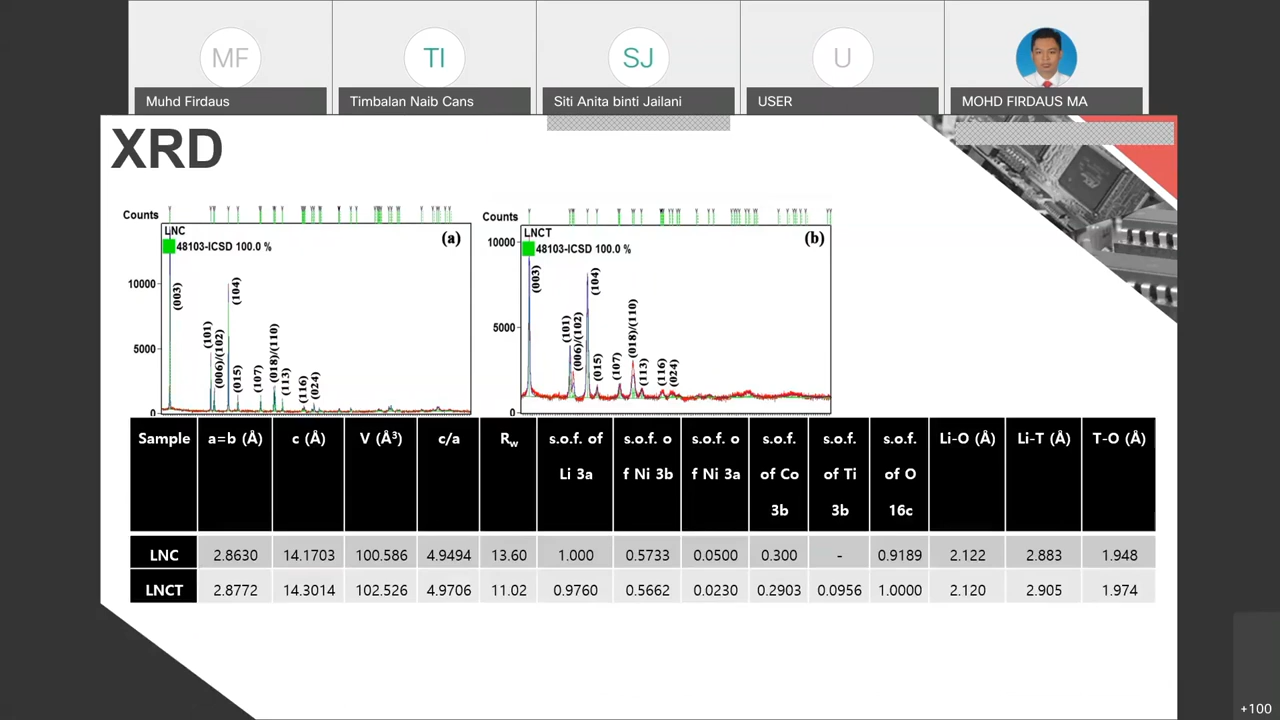 MF
TI
SJ
U
Muhd Firdaus
Timbalan Naib Cans
Siti Anita binti Jailani
USER
MOHD FIRDAUS MA
XRD
Counts
LNC
48103-ICSD 100.0 %
(a)
10000
5000
0
(003)
(101)
(006)/(102)
(104)
(015)
(107)
(018)/(110)
(113)
(116)
(024)
Counts
LNCT
48103-ICSD 100.0 %
(b)
10000
5000
0
(003)
(101)
(006)/(102)
(104)
(015)
(107)
(018)/(110)
(113)
(116)
(024)
Sample a=b (Å) c (Å) V (Å³) c/a Rw s.o.f. of Li 3a s.o.f. o f Ni 3b s.o.f. o f Ni 3a s.o.f. of Co 3b s.o.f. of Ti 3b s.o.f. of O 16c Li-O (Å) Li-T (Å) T-O (Å)
LNC 2.8630 14.1703 100.586 4.9494 13.60 1.000 0.5733 0.0500 0.300 - 0.9189 2.122 2.883 1.948
LNCT 2.8772 14.3014 102.526 4.9706 11.02 0.9760 0.5662 0.0230 0.2903 0.0956 1.0000 2.120 2.905 1.974
+100